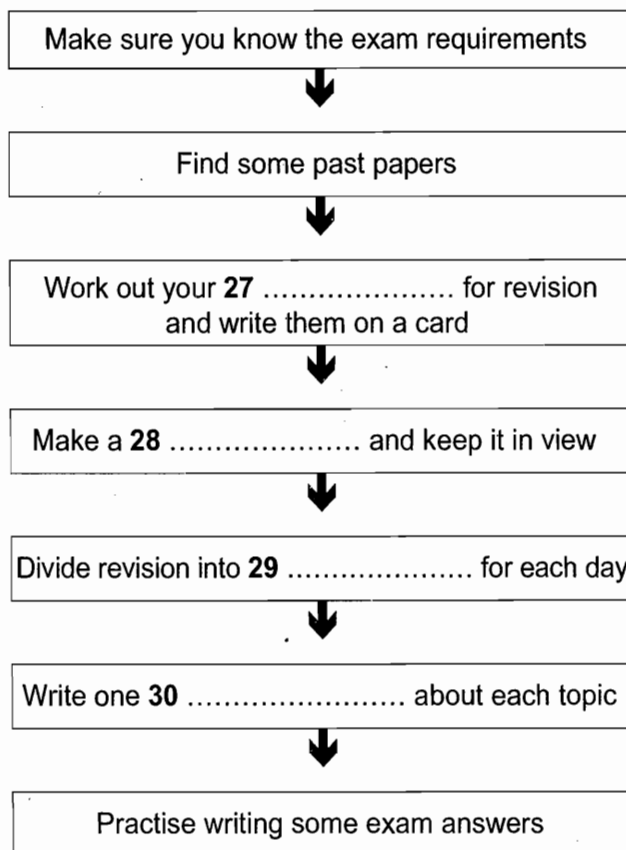 Make sure you know the exam requirements
Find some past papers
Work out your 27 ...................... for revision
and write them on a card
Make a 28 ..................... and keep it in view
Divide revision into 29 ..................... for each day
Write one 30 ........................ about each topic
Practise writing some exam answers